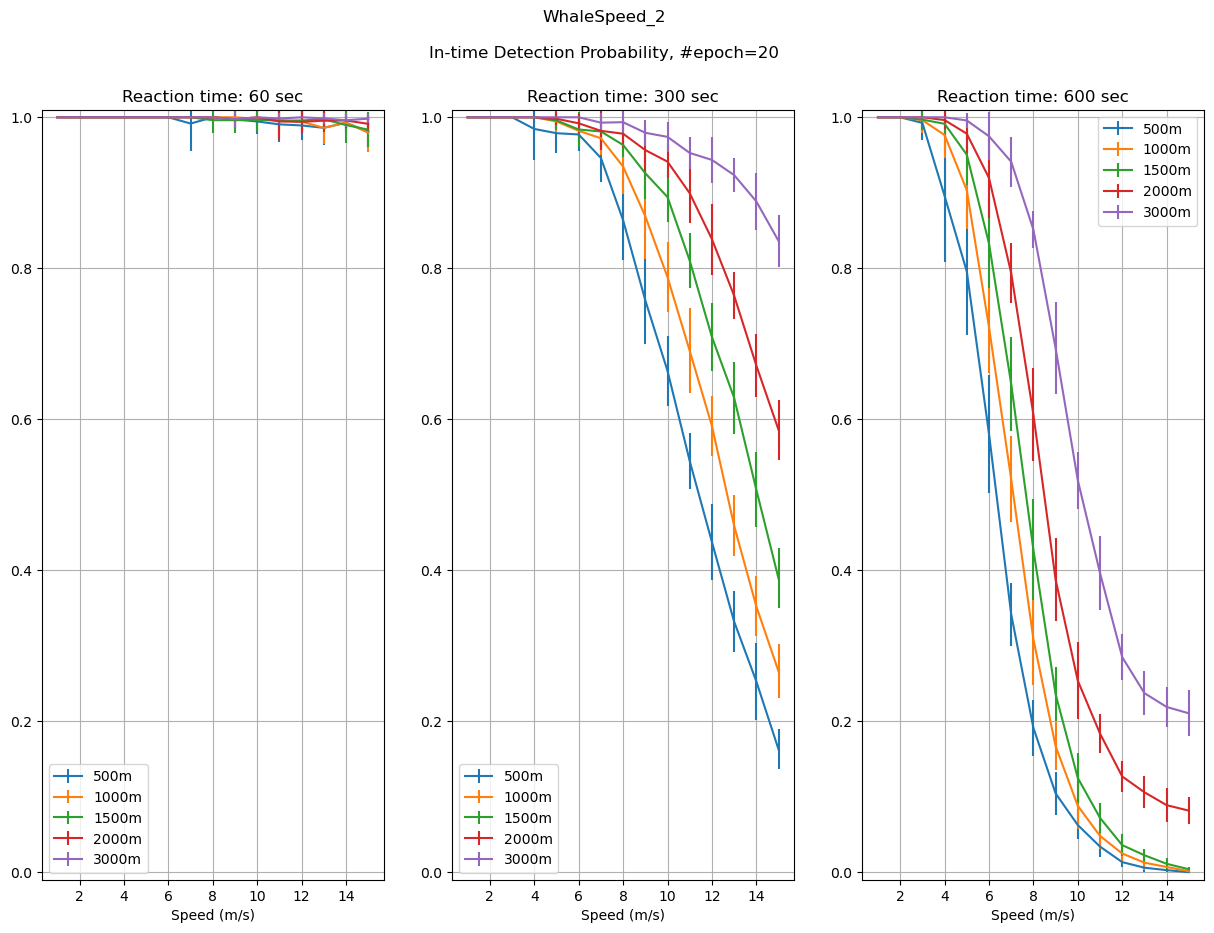 WhaleSpeed_2
In-time Detection Probability, #epoch=20
Reaction time: 60 sec
1.0
0.8
0.6
0.4
0.2
0.0
500m
1000m
1500m
2000m
3000m
2 4 6 8 10 12 14
Speed (m/s)
Reaction time: 300 sec
1.0
0.8
0.6
0.4
0.2
0.0
500m
1000m
1500m
2000m
3000m
2 4 6 8 10 12 14
Speed (m/s)
Reaction time: 600 sec
1.0
0.8
0.6
0.4
0.2
0.0
500m
1000m
1500m
2000m
3000m
2 4 6 8 10 12 14
Speed (m/s)